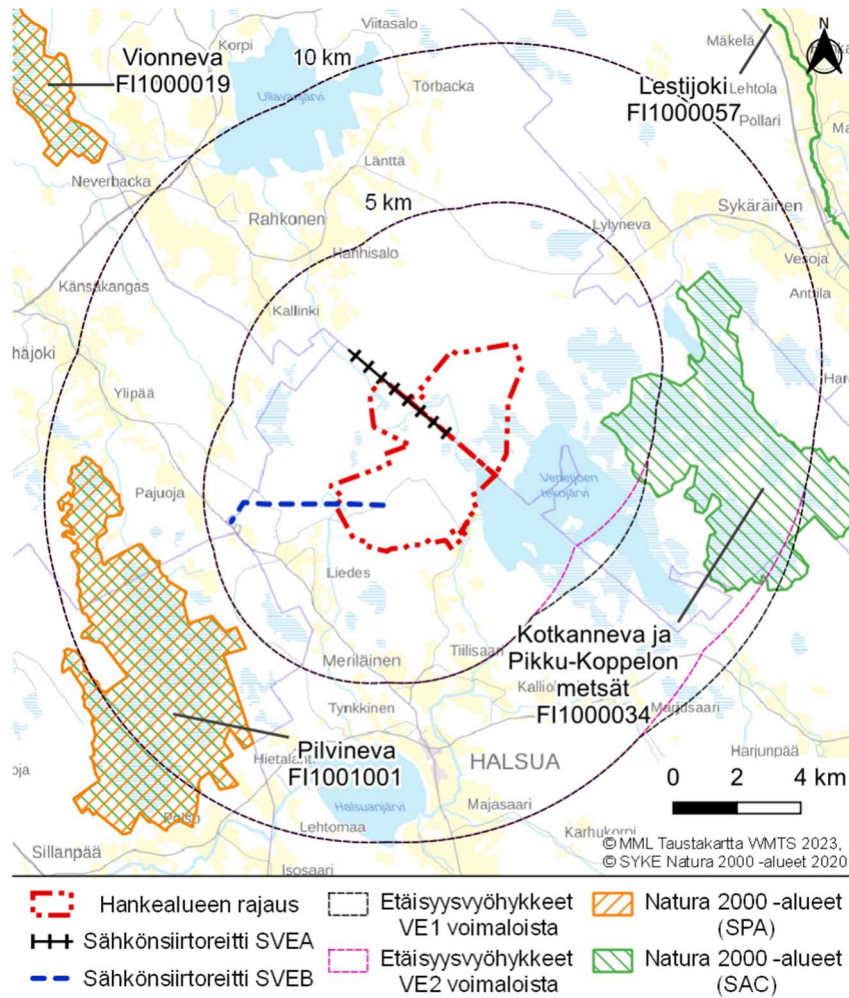 Viitasalo
Korpi
Mäkelä
N
Vionneva
FI1000019
10 km
Lestijoki
FI1000057
Lehtola
Pollari
Ullavanjärvi
Törbacka
Länttä
Neverbacka
5 km
Rahkonen
Sykäräinen
Lylyneva
Hanhisalo
Vesoja
Känsäkangas
Anttila
Kallinki
häjoki
Ylipää
Venetjoen
tekojärvi
Pajuoja
Liedes
Kotkanneva ja
Pikku-Koppelon
metsät
FI1000034
Tiilisaari
Meriläinen
Tynkkinen
Marjusaari
Pilvineva
FI1001001
Harjunpää
HALSUA
0 2 4 km
Halsuanjärvi
Majasaari
Lehtomaa
Karhukorpi
© MML Taustakartta WMTS 2023,
© SYKE Natura 2000 -alueet 2020
Sillanpää
Isosaari
Hankealueen rajaus
Sähkönsiirtoreitti SVEA
Sähkönsiirtoreitti SVEB
Etäisyysvyöhykkeet
VE1 voimaloista
Etäisyysvyöhykkeet
VE2 voimaloista
Natura 2000 -alueet
(SPA)
Natura 2000 -alueet
(SAC)